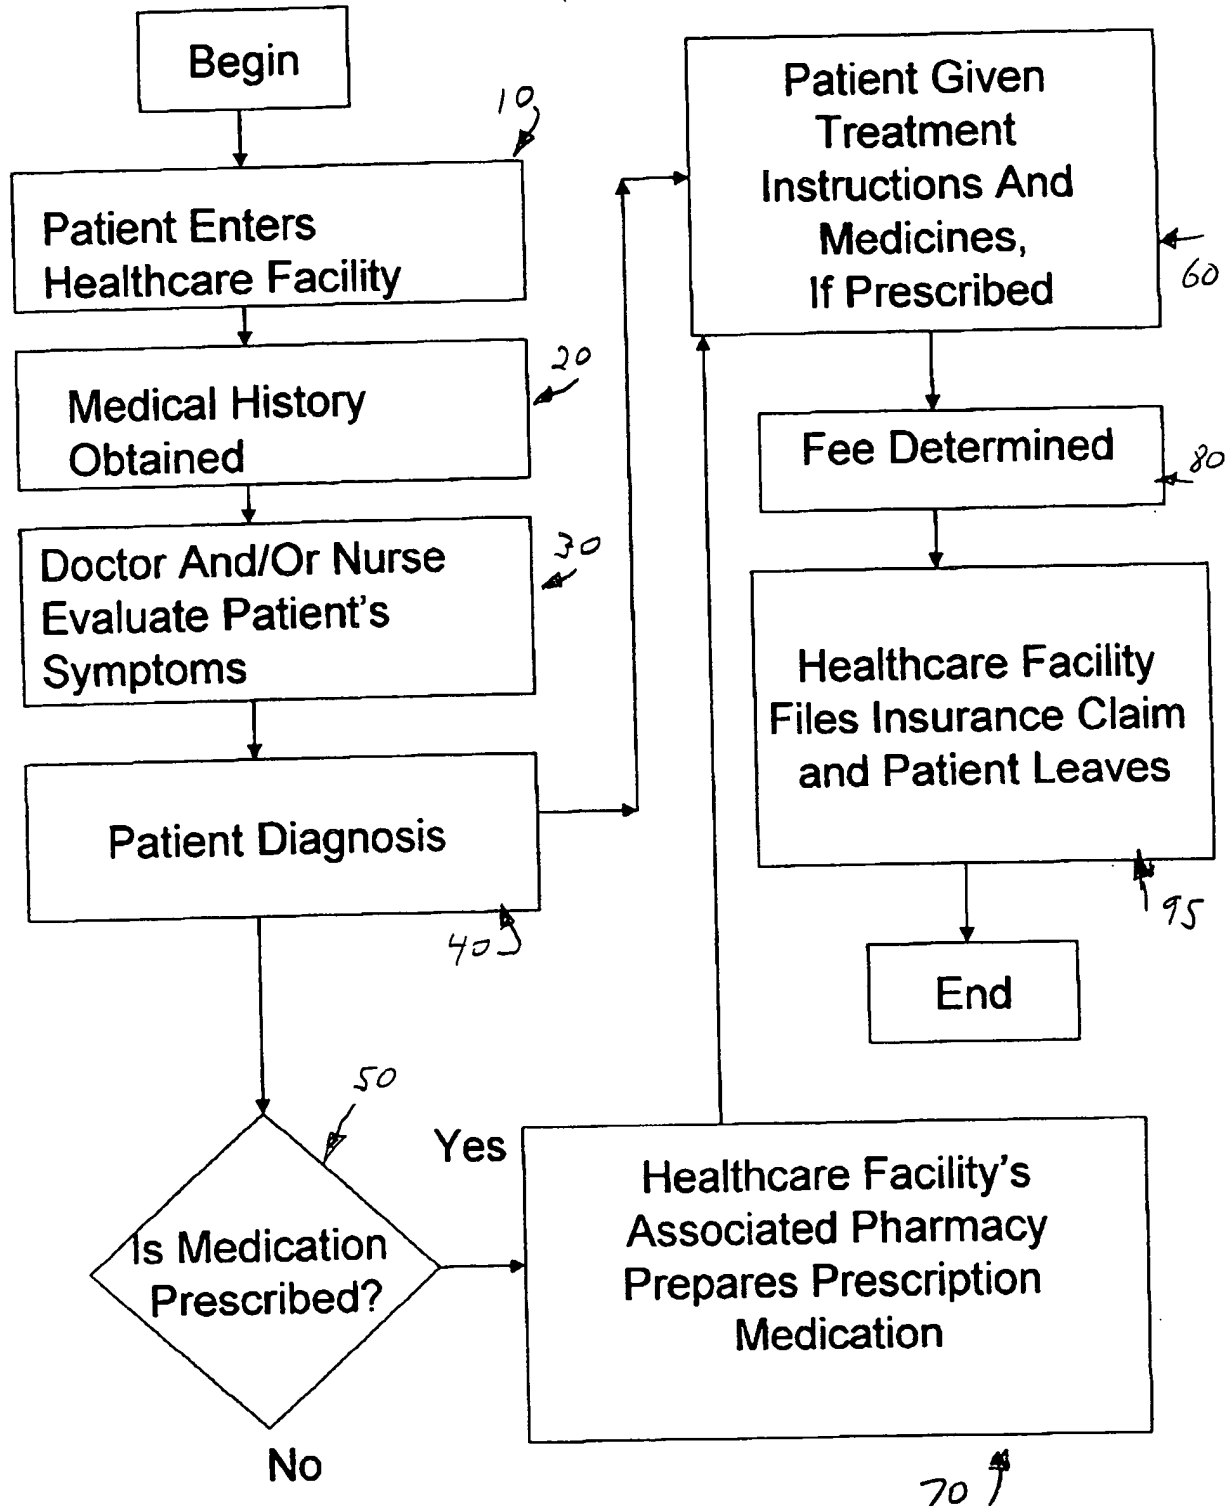 Begin
10
Patient Enters
Healthcare Facility
20
Medical History
Obtained
30
Doctor And/Or Nurse
Evaluate Patient's
Symptoms
Patient Diagnosis
40
50
Is Medication
Prescribed?
Yes
No
Healthcare Facility's
Associated Pharmacy
Prepares Prescription
Medication
70
Patient Given
Treatment
Instructions And
Medicines,
If Prescribed
60
Fee Determined
80
Healthcare Facility
Files Insurance Claim
and Patient Leaves
95
End